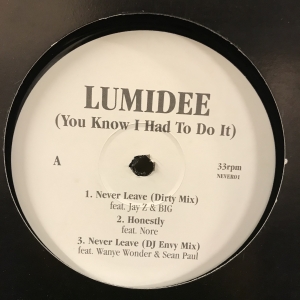 LUMIDEE
(You Know I Had To Do It)
A
33rpm
NEVER01
1. Never Leave (Dirty Mix)
feat. Jay Z & BIG
2. Honestly
feat. Nore
3. Never Leave (DJ Envy Mix)
feat. Wanye Wonder & Sean Paul